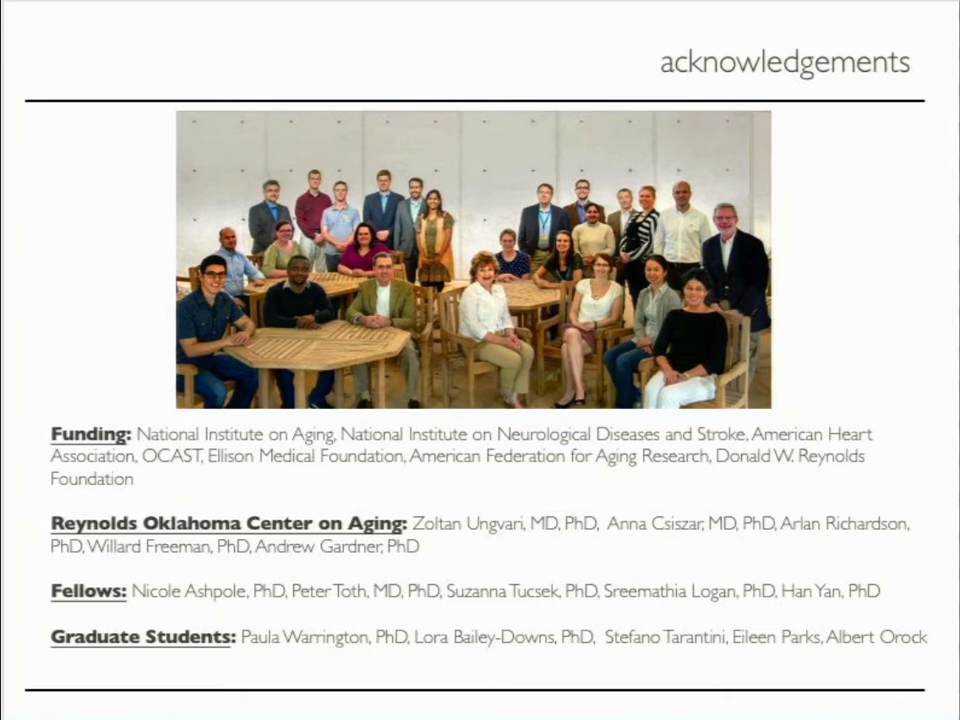 acknowledgements
Funding: National Institute on Aging, National Institute on Neurological Diseases and Stroke, American Heart
Association, OCAST, Ellison Medical Foundation, American Federation for Aging Research, Donald W. Reynolds
Foundation
Reynolds Oklahoma Center on Aging: Zoltan Ungvari, MD, PhD, Anna Csiszar, MD, PhD, Arlan Richardson,
PhD, Willard Freeman, PhD, Andrew Gardner, PhD
Fellows: Nicole Ashpole, PhD, Peter Toth, MD, PhD, Suzanna Tucsek, PhD, Sreemathia Logan, PhD, Han Yan, PhD
Graduate Students: Paula Warrington, PhD, Lora Bailey-Downs, PhD, Stefano Tarantini, Eileen Parks, Albert Orock